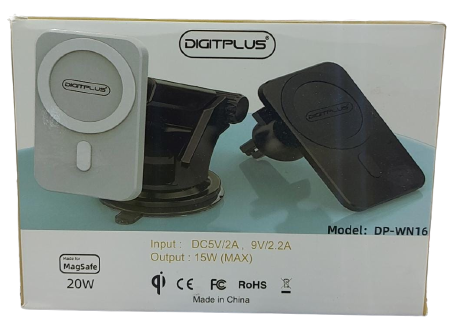 DIGITPLUS®
DIGITPLUS
Model: DP-WN16
Input : DC5V/2A , 9V/2.2A
Output : 15W (MAX)
Made for
MagSafe
20W
qi CE FC RoHS
Made in China